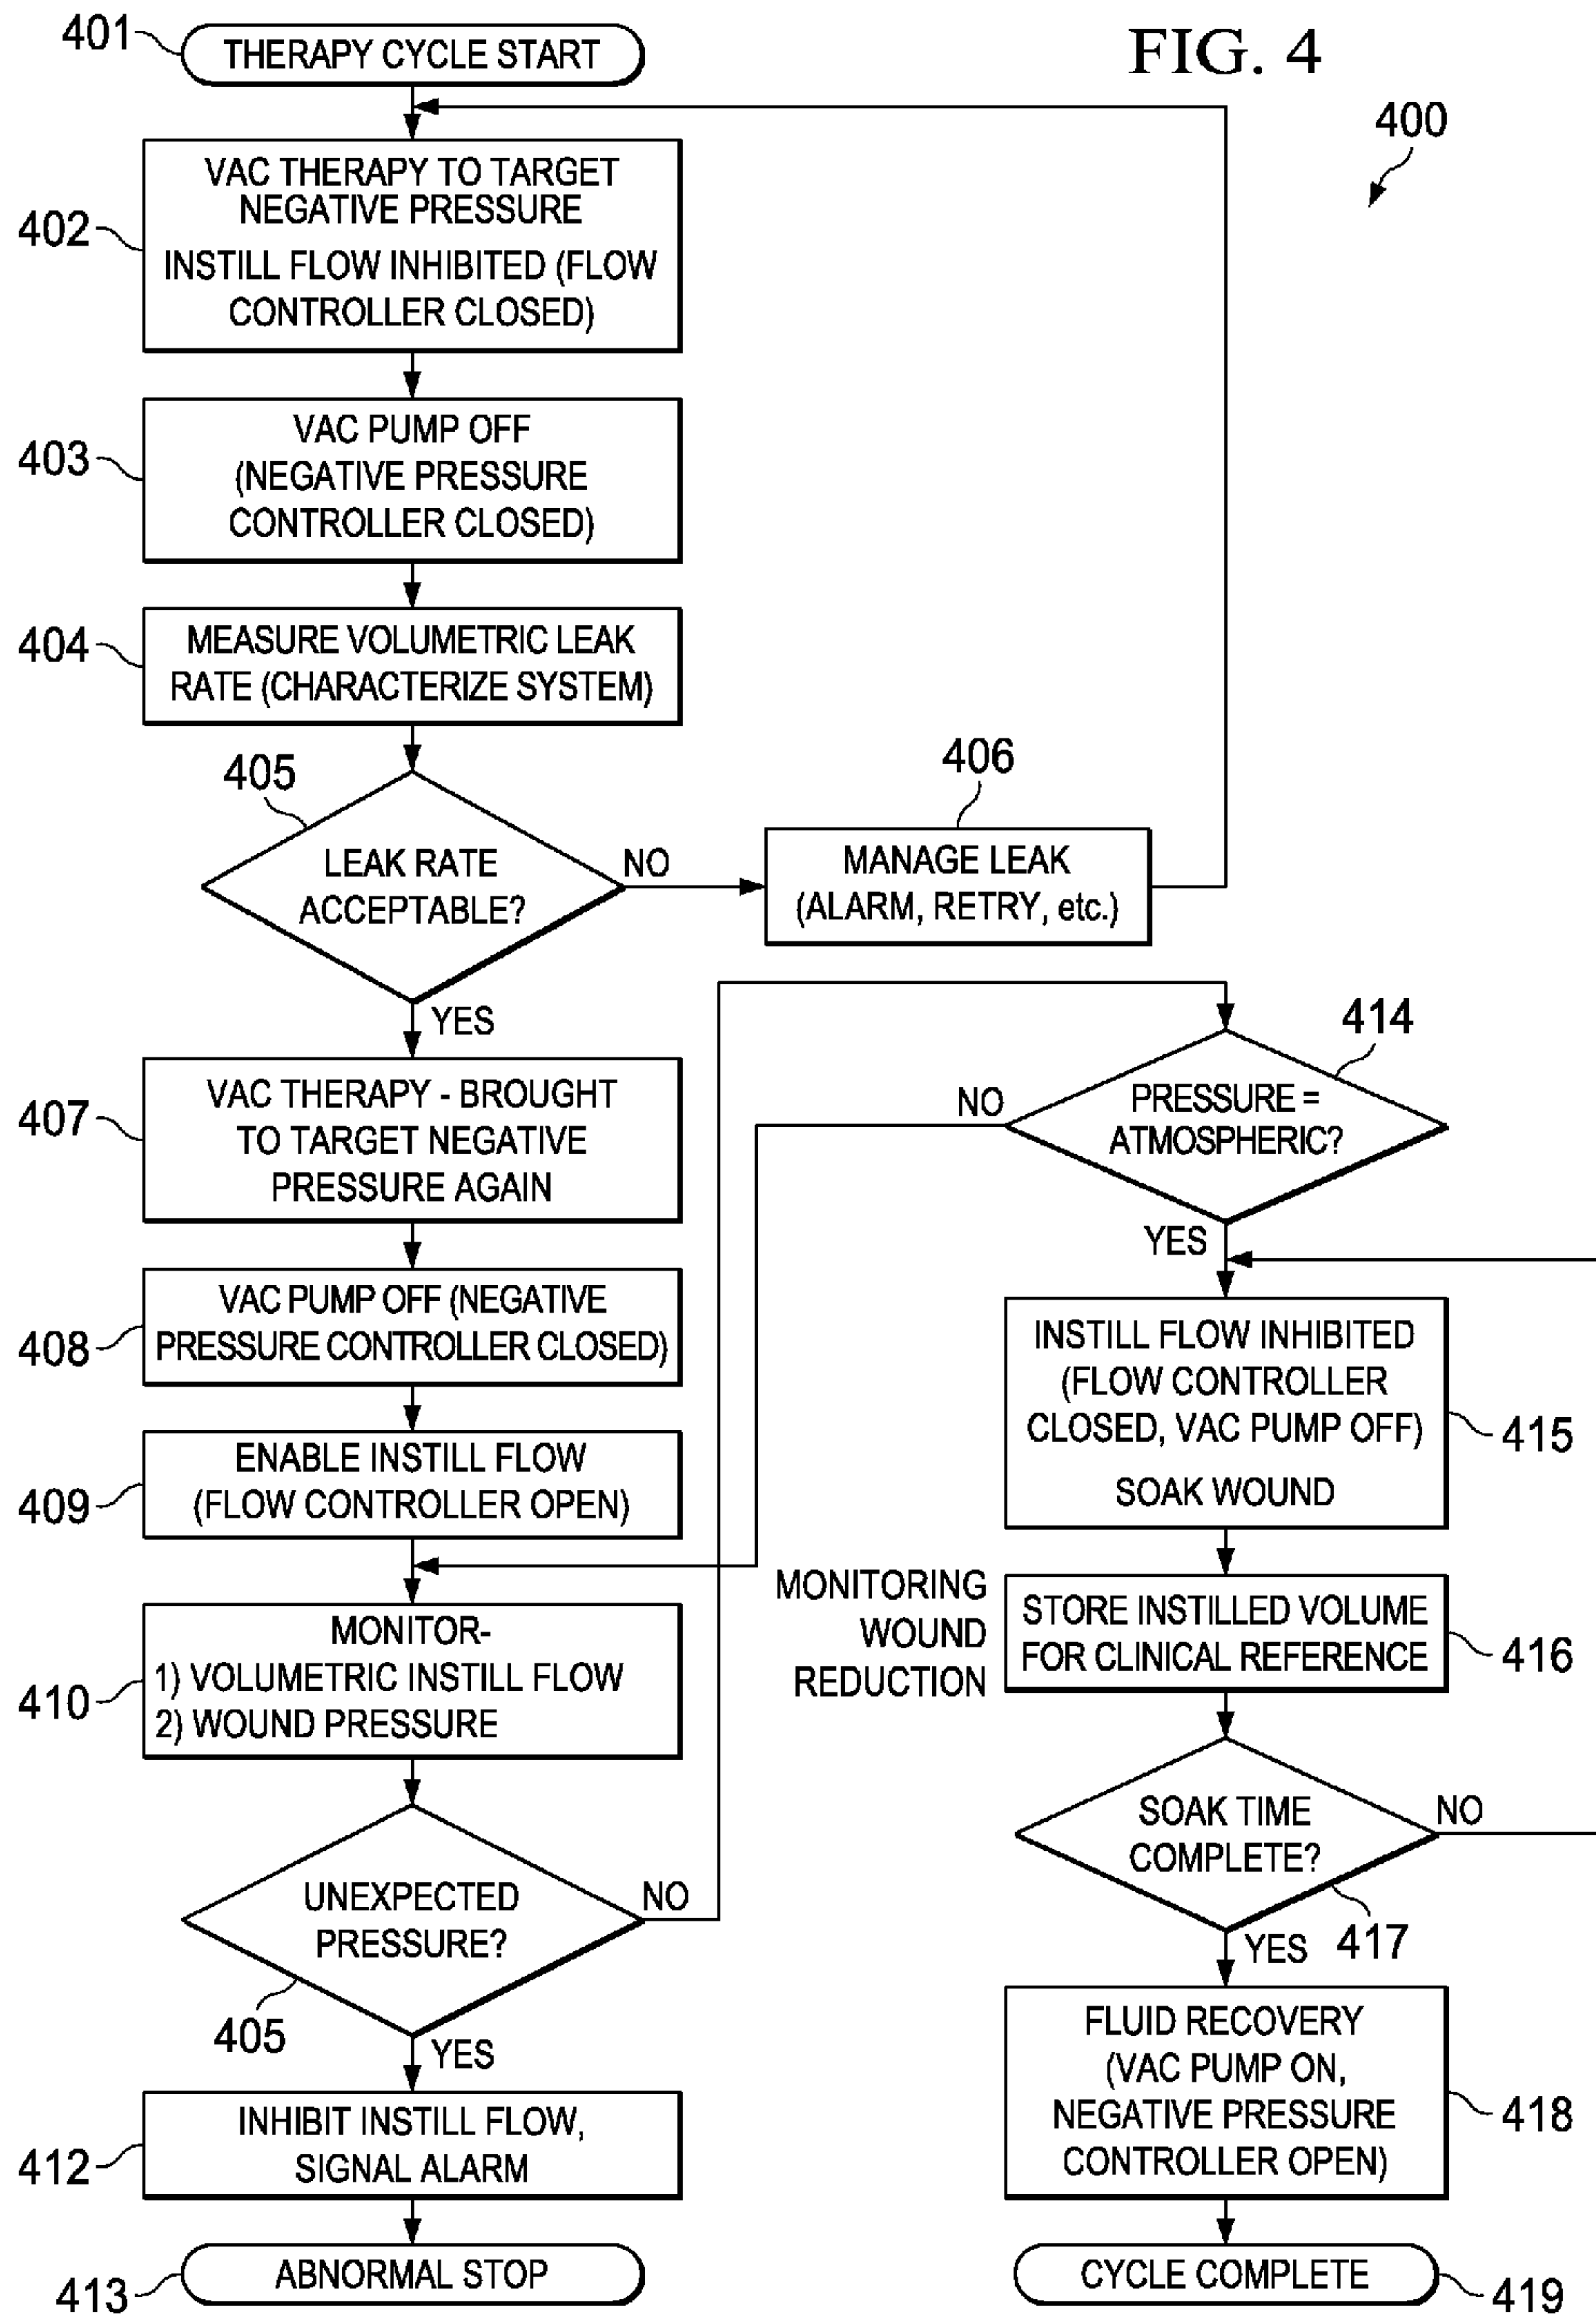 FIG. 4
400
401
THERAPY CYCLE START
402
VAC THERAPY TO TARGET
NEGATIVE PRESSURE
INSTILL FLOW INHIBITED (FLOW
CONTROLLER CLOSED)
403
VAC PUMP OFF
(NEGATIVE PRESSURE
CONTROLLER CLOSED)
404
MEASURE VOLUMETRIC LEAK
RATE (CHARACTERIZE SYSTEM)
405
LEAK RATE
ACCEPTABLE?
NO
YES
406
MANAGE LEAK
(ALARM, RETRY, etc.)
407
VAC THERAPY - BROUGHT
TO TARGET NEGATIVE
PRESSURE AGAIN
408
VAC PUMP OFF (NEGATIVE
PRESSURE CONTROLLER CLOSED)
409
ENABLE INSTILL FLOW
(FLOW CONTROLLER OPEN)
410
MONITOR-
1) VOLUMETRIC INSTILL FLOW
2) WOUND PRESSURE
UNEXPECTED
PRESSURE?
NO
405
YES
412
INHIBIT INSTILL FLOW,
SIGNAL ALARM
413
ABNORMAL STOP
414
PRESSURE =
ATMOSPHERIC?
NO
YES
INSTILL FLOW INHIBITED
(FLOW CONTROLLER
CLOSED, VAC PUMP OFF)
SOAK WOUND
415
MONITORING
WOUND
REDUCTION
STORE INSTILLED VOLUME
FOR CLINICAL REFERENCE
416
SOAK TIME
COMPLETE?
NO
417
YES
FLUID RECOVERY
(VAC PUMP ON,
NEGATIVE PRESSURE
CONTROLLER OPEN)
418
CYCLE COMPLETE
419